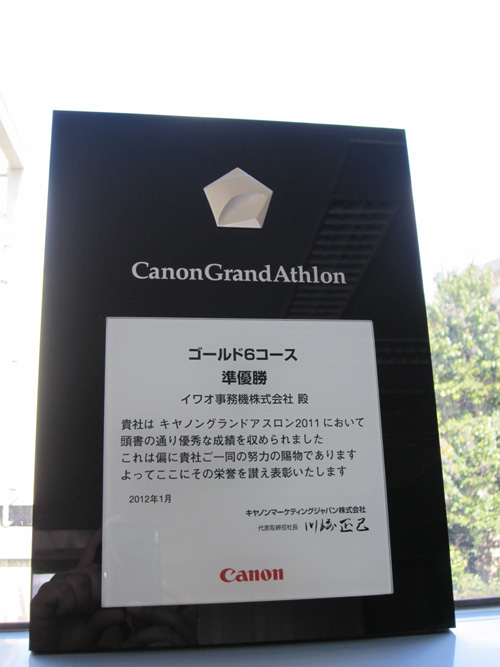 CanonGrandAthlon
ゴールド6コース
準優勝
イワオ事務機株式会社 殿
貴社は キヤノングランドアスロン2011において
頭書の通り優秀な成績を収められました
これは偏に貴社ご一同の努力の賜物であります
よってここにその栄誉を讃え表彰いたします
2012年1月
キヤノンマーケティングジャパン株式会社
代表取締役社長 川崎正己
Canon